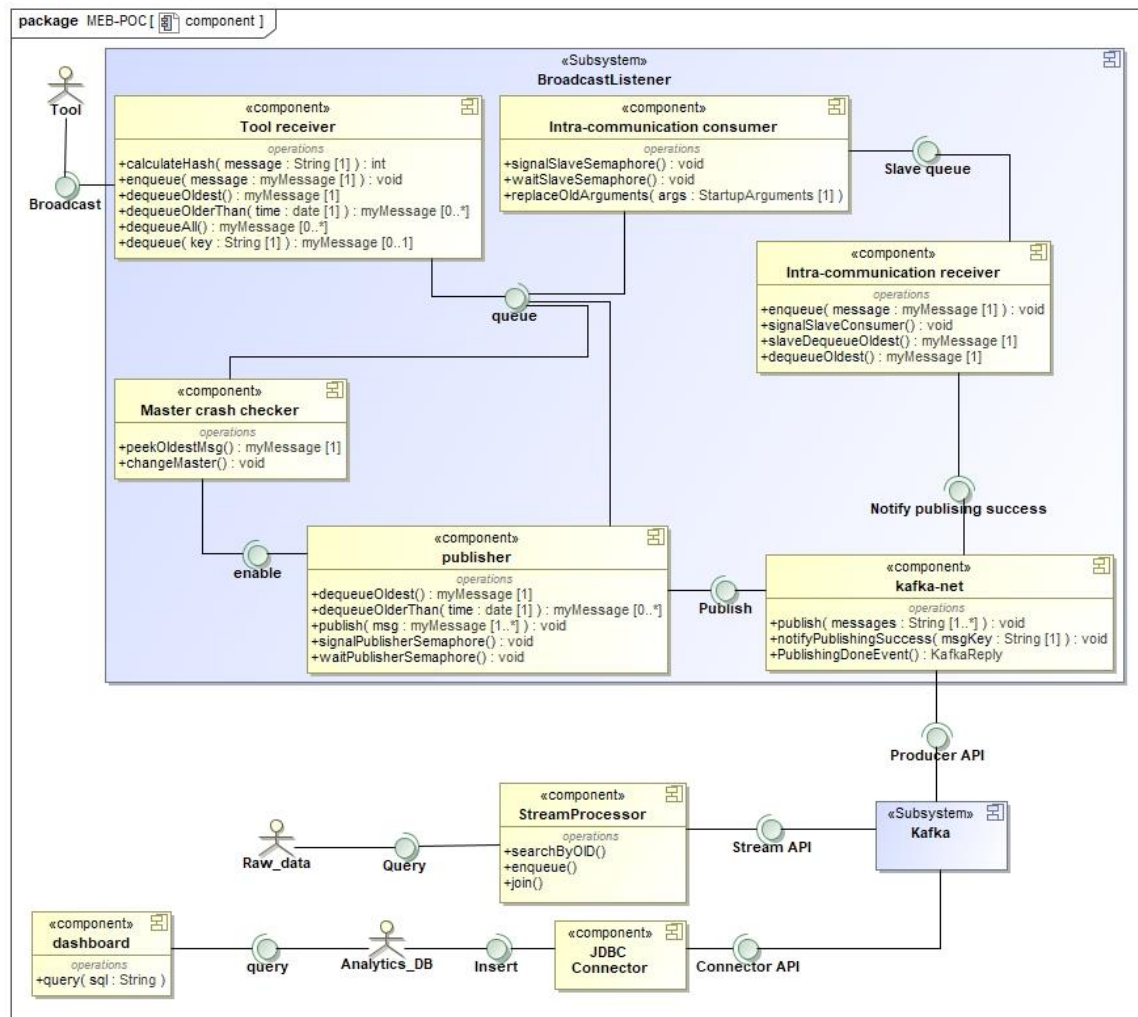 package MEB-POC [ component ]
«Subsystem»
BroadcastListener
Tool
Broadcast
«component»
Tool receiver
operations
+calculateHash( message : String [1] ) : int
+enqueue( message : myMessage [1] ) : void
+dequeueOldest() : myMessage [1]
+dequeueOlderThan( time : date [1] ) : myMessage [0..*]
+dequeueAll() : myMessage [0..*]
+dequeue( key : String [1] ) : myMessage [0..1]
«component»
Intra-communication consumer
operations
+signalSlaveSemaphore() : void
+waitSlaveSemaphore() : void
+replaceOldArguments( args : StartupArguments [1] )
Slave queue
«component»
Intra-communication receiver
operations
+enqueue( message : myMessage [1] ) : void
+signalSlaveConsumer() : void
+slaveDequeueOldest() : myMessage [1]
+dequeueOldest() : myMessage [1]
queue
«component»
Master crash checker
operations
+peekOldestMsg() : myMessage [1]
+changeMaster() : void
Notify publising success
enable
«component»
publisher
operations
+dequeueOldest() : myMessage [1]
+dequeueOlderThan( time : date [1] ) : myMessage [0..*]
+publish( msg : myMessage [1..*] ) : void
+signalPublisherSemaphore() : void
+waitPublisherSemaphore() : void
Publish
«component»
kafka-net
operations
+publish( messages : String [1..*] ) : void
+notifyPublishingSuccess( msgKey : String [1] ) : void
+PublishingDoneEvent() : KafkaReply
Producer API
«Subsystem»
Kafka
Stream API
«component»
StreamProcessor
operations
+searchByOID()
+enqueue()
+join()
Query
Raw_data
«component»
dashboard
operations
+query( sql : String )
query
Analytics_DB
Insert
«component»
JDBC
Connector
Connector API